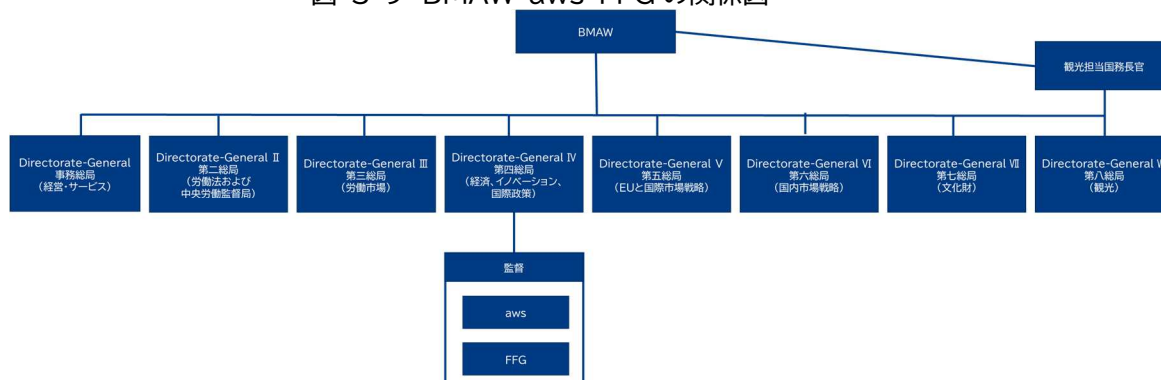 BMAW
観光担当国務長官
Directorate-General
事務総局
(経営・サービス)
Directorate-General Ⅱ
第二総局
(労働法および
中央労働監督局)
Directorate-General Ⅲ
第三総局
(労働市場)
Directorate-General Ⅳ
第四総局
(経済、イノベーション、
国際政策)
Directorate-General Ⅴ
第五総局
(EUと国際市場戦略)
Directorate-General Ⅵ
第六総局
(国内市場戦略)
Directorate-General Ⅶ
第七総局
(文化財)
Directorate-General
第八総局
(観光)
監督
aws
FFG